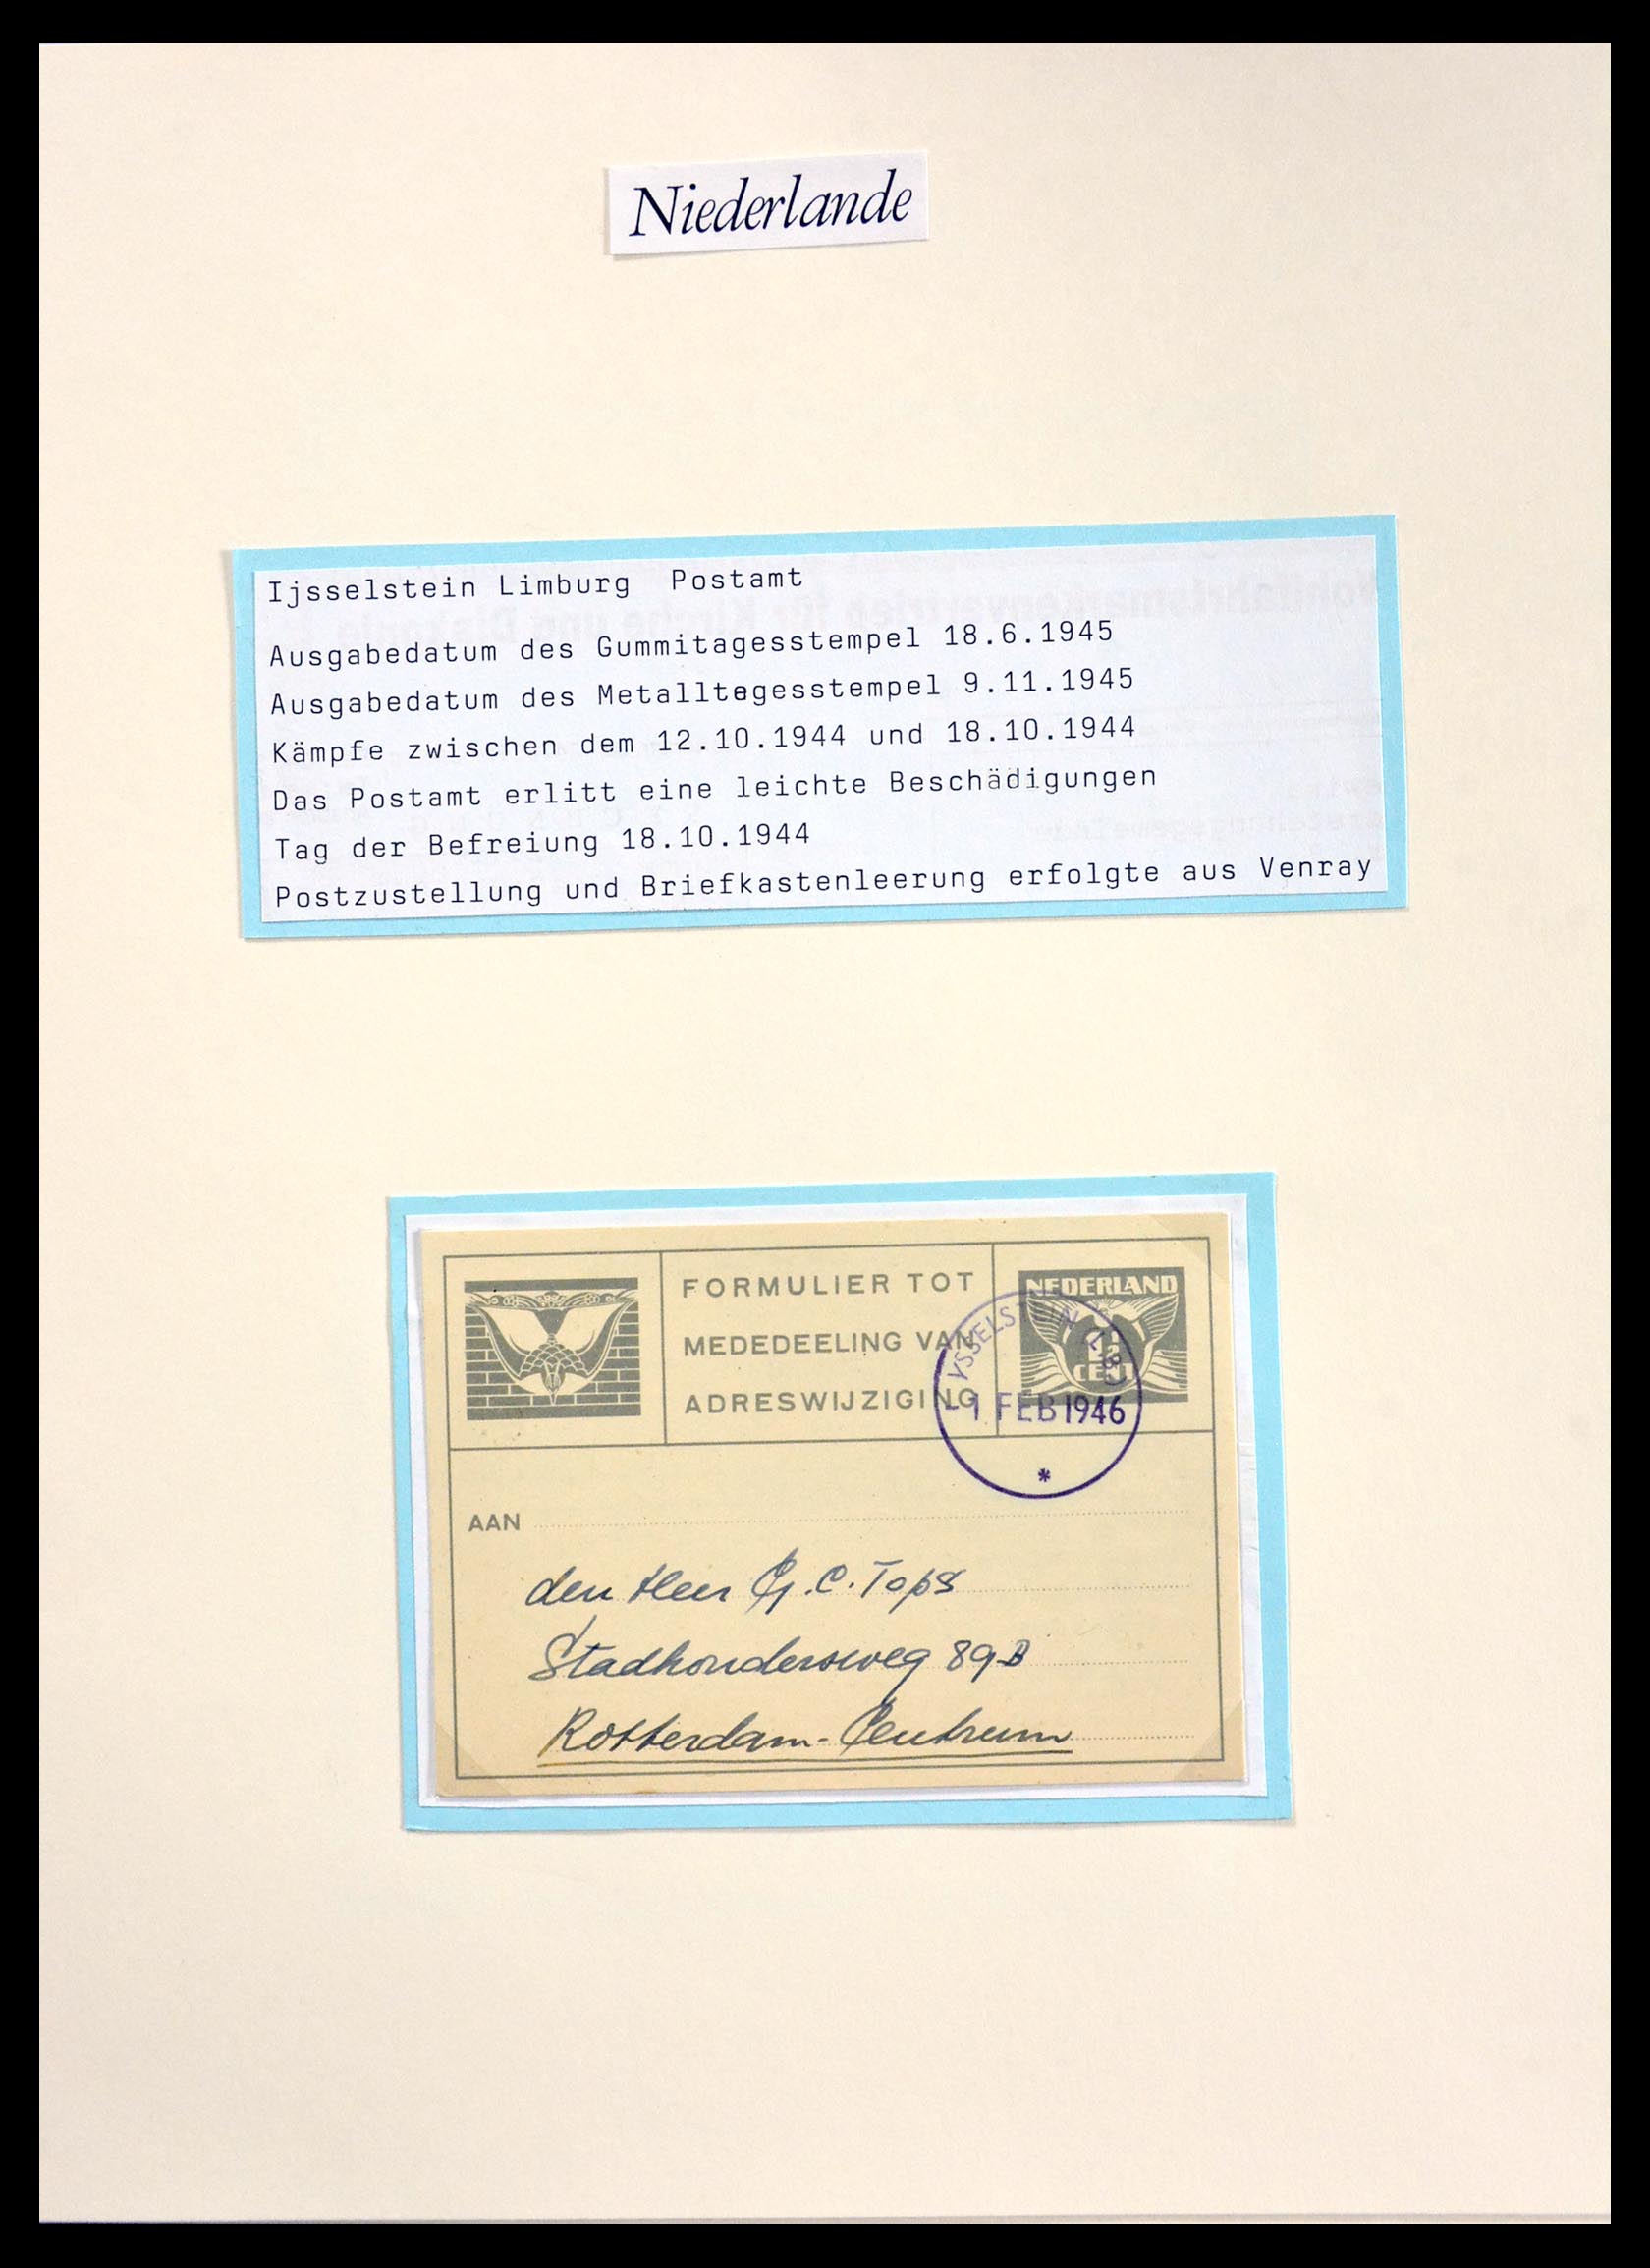 Niederlande
Ijsselstein Limburg Postamt
Ausgabedatum des Gummitagesstempel 18.6.1945
Ausgabedatum des Metalltegesstempel 9.11.1945
Kämpfe zwischen dem 12.10.1944 und 18.10.1944
Das Postamt erlitt eine leichte Beschädigungen
Tag der Befreiung 18.10.1944
Postzustellung und Briefkastenleerung erfolgte aus Venray
FORMULIER TOT
MEDEDEELING VAN
ADRESWIJZIGING
NEDERLAND
CENT
YSSELSTEIN (LB)
1 FEB 1946
*
AAN
den Heer G.C. Tops
Stadhoudersweg 89B
Rotterdam-Centrum